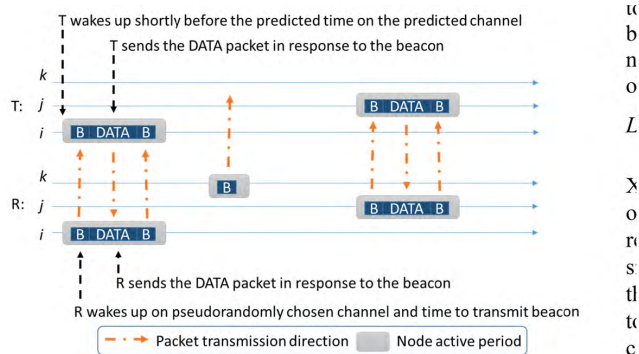 T wakes up shortly before the predicted time on the predicted channel
T sends the DATA packet in response to the beacon
k
T: j
i
B DATA B
B DATA B
k
R: j
i
B
B DATA B
B DATA B
R sends the DATA packet in response to the beacon
R wakes up on pseudorandomly chosen channel and time to transmit beacon
Packet transmission direction
Node active period